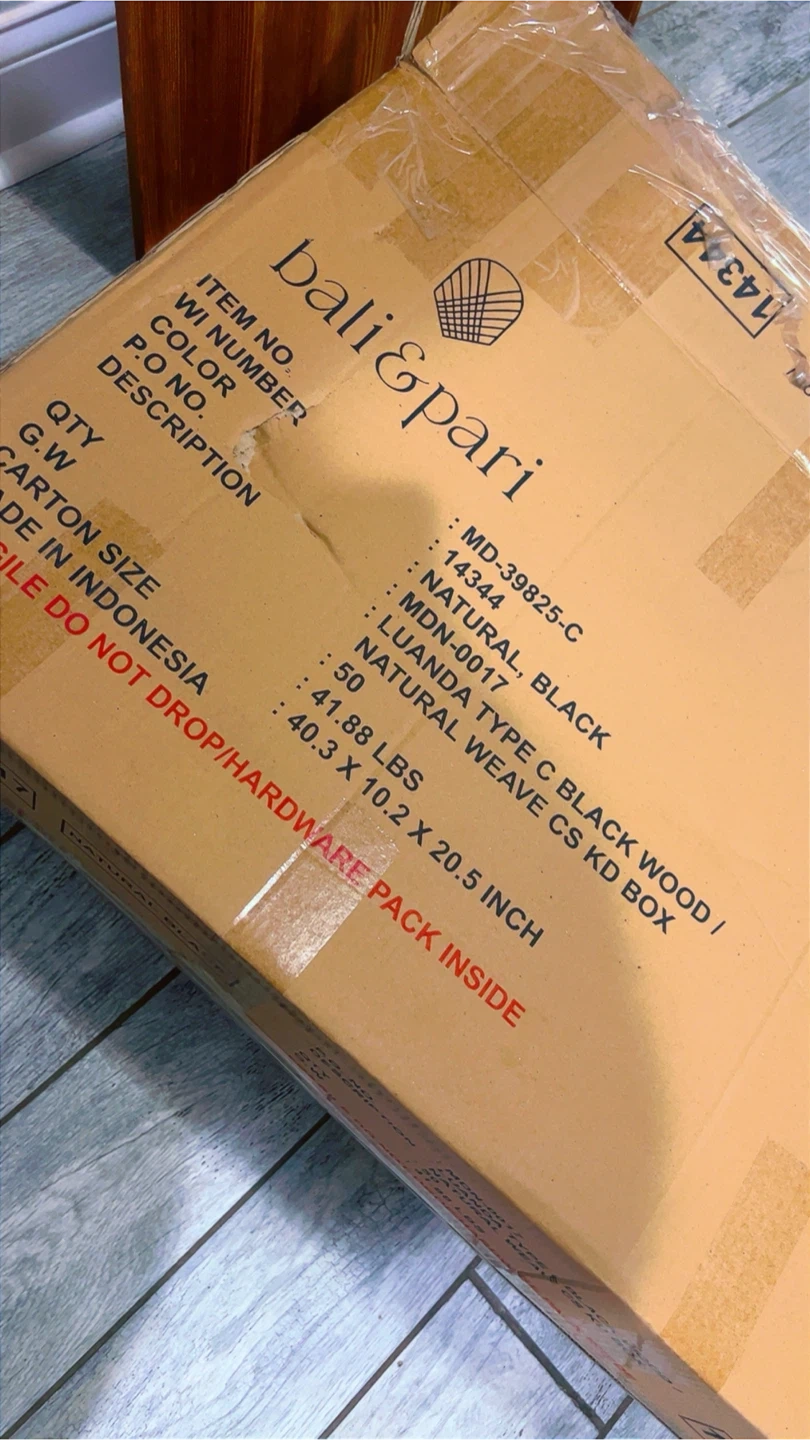 14344
bali & pari
ITEM NO. : MD-39825-C
WI NUMBER : 14344
COLOR : NATURAL, BLACK
P.O NO. : MDN-0017
DESCRIPTION : LUANDA TYPE C BLACK WOOD /
NATURAL WEAVE CS KD BOX
QTY : 50
G.W : 41.88 LBS
CARTON SIZE : 40.3 X 10.2 X 20.5 INCH
ADE IN INDONESIA
GILE DO NOT DROP/HARDWARE PACK INSIDE